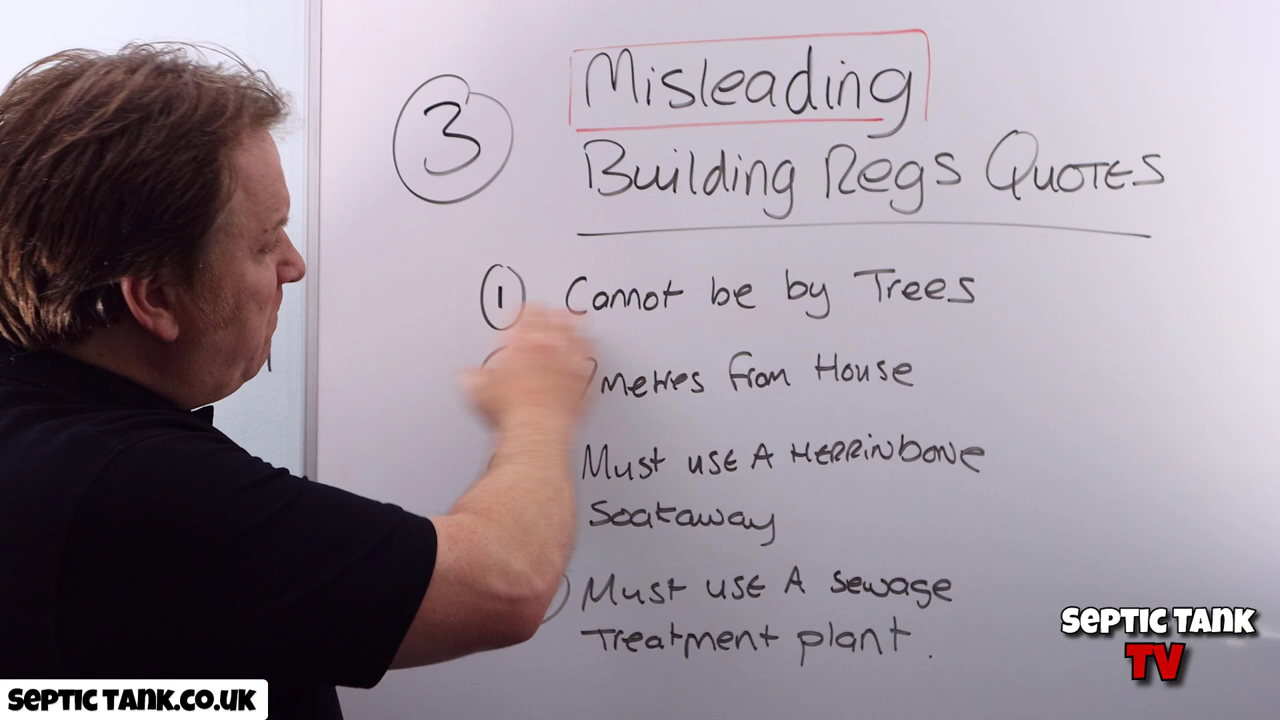 3
Misleading
Building Regs QUOTES
1 Cannot be by Trees
7 metres from House
Must use A HERRINBONE
Soakaway
Must use A Sewage
Treatment plant.
SEPTIC TANK
TV
SEPTIC TANK.CO.UK